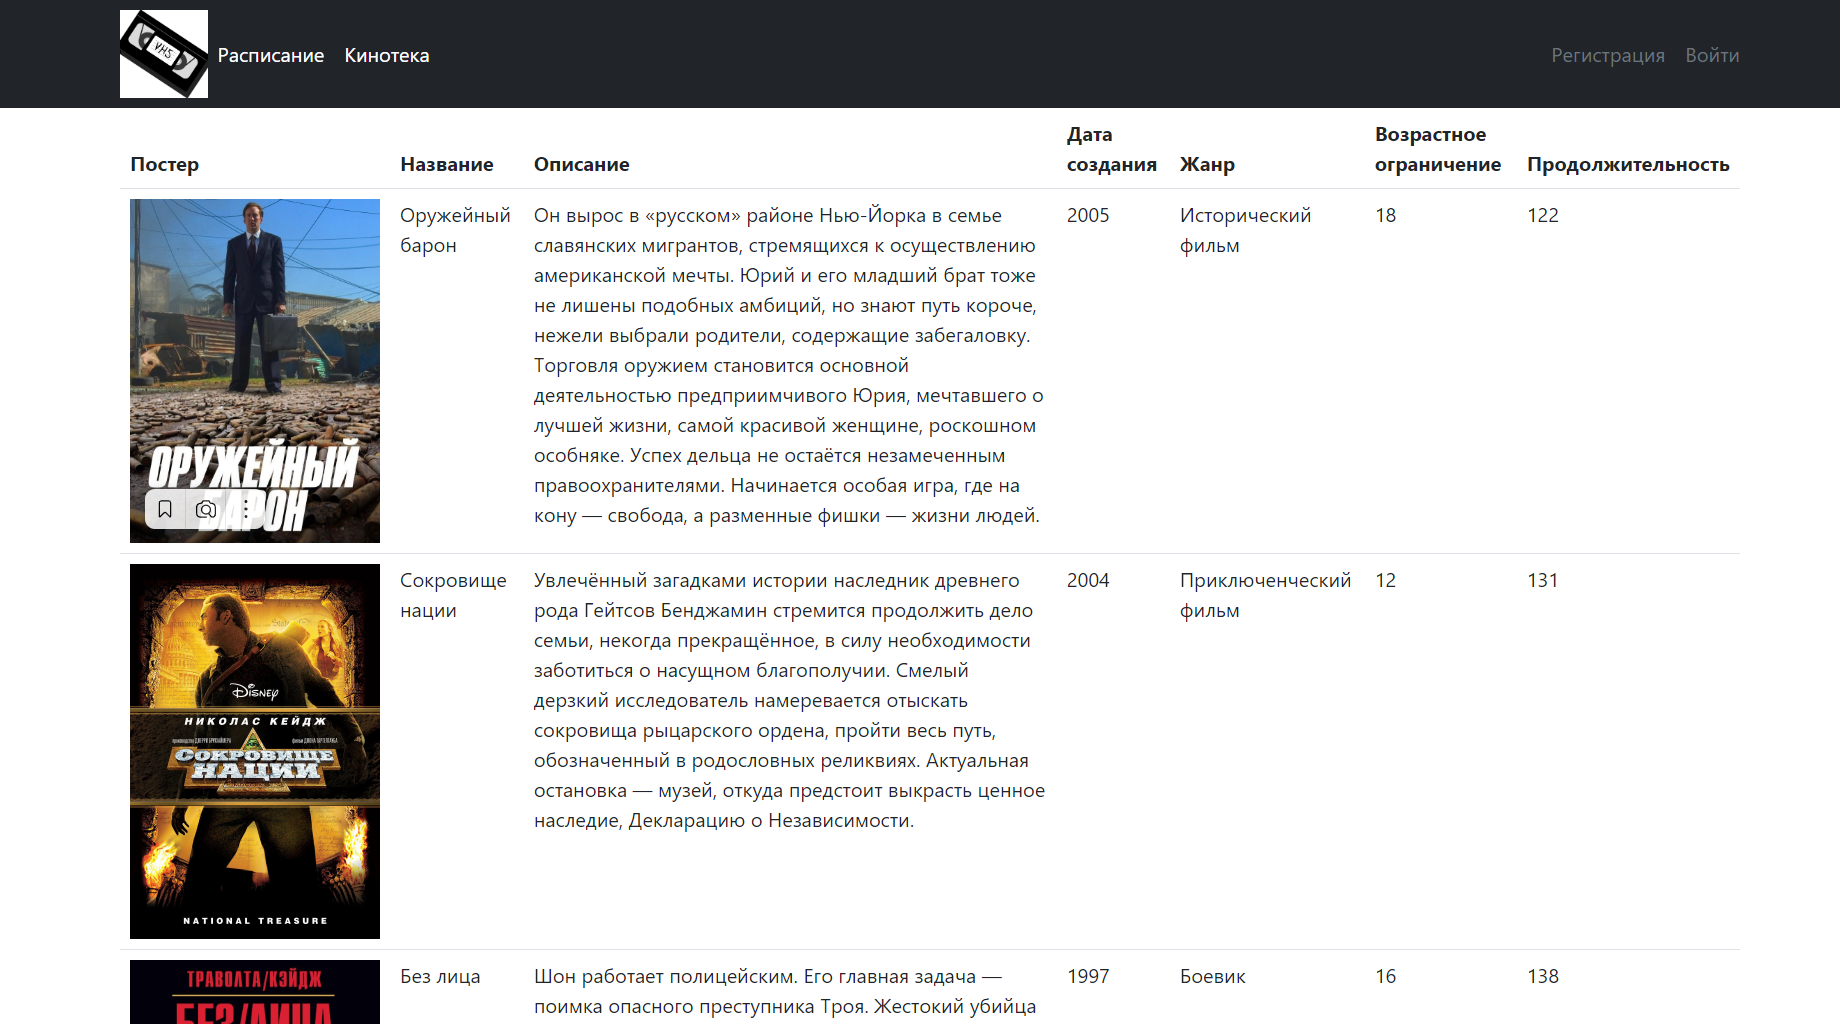 VHS
Расписание
Кинотека
Регистрация
Войти
Постер
Название
Описание
Дата
создания
Жанр
Возрастное
ограничение
Продолжительность
ОРУЖЕЙНЫЙ
БАРОН
Оружейный
барон
Он вырос в «русском» районе Нью-Йорка в семье
славянских мигрантов, стремящихся к осуществлению
американской мечты. Юрий и его младший брат тоже
не лишены подобных амбиций, но знают путь короче,
нежели выбрали родители, содержащие забегаловку.
Торговля оружием становится основной
деятельностью предприимчивого Юрия, мечтавшего о
лучшей жизни, самой красивой женщине, роскошном
особняке. Успех дельца не остаётся незамеченным
правоохранителями. Начинается особая игра, где на
кону — свобода, а разменные фишки — жизни людей.
2005
Исторический
фильм
18
122
DISNEY
НИКОЛАС КЕЙДЖ
СОКРОВИЩЕ
НАЦИИ
NATIONAL TREASURE
Сокровище
нации
Увлечённый загадками истории наследник древнего
рода Гейтсов Бенджамин стремится продолжить дело
семьи, некогда прекращённое, в силу необходимости
заботиться о насущном благополучии. Смелый
дерзкий исследователь намеревается отыскать
сокровища рыцарского ордена, пройти весь путь,
обозначенный в родословных реликвиях. Актуальная
остановка — музей, откуда предстоит выкрасть ценное
наследие, Декларацию о Независимости.
2004
Приключенческий
фильм
12
131
ТРАВОЛТА/КЭЙДЖ
БЕЗ/ЛИЦА
Без лица
Шон работает полицейским. Его главная задача —
поимка опасного преступника Троя. Жестокий убийца
1997
Боевик
16
138